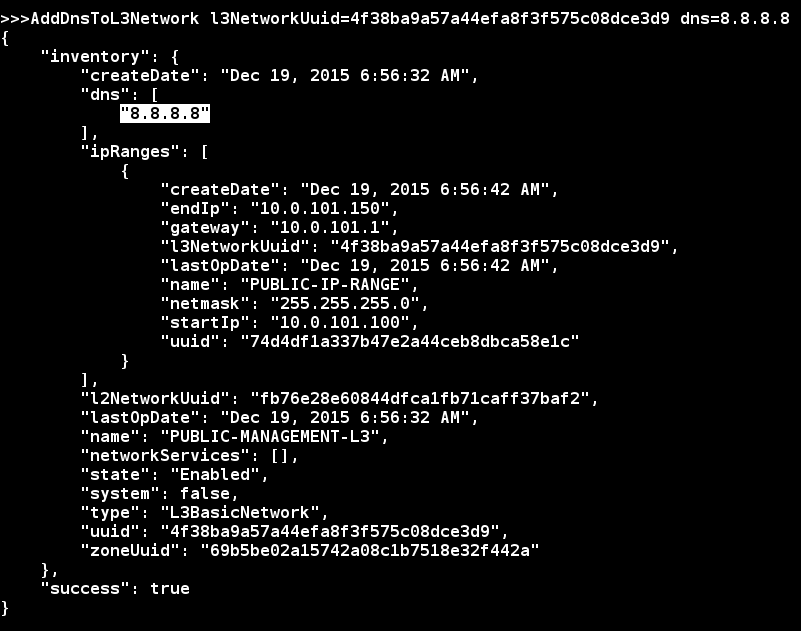 >>>AddDnsToL3Network l3NetworkUuid=4f38ba9a57a44efa8f3f575c08dce3d9 dns=8.8.8.8
{
    "inventory": {
        "createDate": "Dec 19, 2015 6:56:32 AM",
        "dns": [
            "8.8.8.8"
        ],
        "ipRanges": [
            {
                "createDate": "Dec 19, 2015 6:56:42 AM",
                "endIp": "10.0.101.150",
                "gateway": "10.0.101.1",
                "l3NetworkUuid": "4f38ba9a57a44efa8f3f575c08dce3d9",
                "lastOpDate": "Dec 19, 2015 6:56:42 AM",
                "name": "PUBLIC-IP-RANGE",
                "netmask": "255.255.255.0",
                "startIp": "10.0.101.100",
                "uuid": "74d4df1a337b47e2a44ceb8dbca58e1c"
            }
        ],
        "l2NetworkUuid": "fb76e28e60844dfca1fb71caff37baf2",
        "lastOpDate": "Dec 19, 2015 6:56:32 AM",
        "name": "PUBLIC-MANAGEMENT-L3",
        "networkServices": [],
        "state": "Enabled",
        "system": false,
        "type": "L3BasicNetwork",
        "uuid": "4f38ba9a57a44efa8f3f575c08dce3d9",
        "zoneUuid": "69b5be02a15742a08c1b7518e32f442a"
    },
    "success": true
}